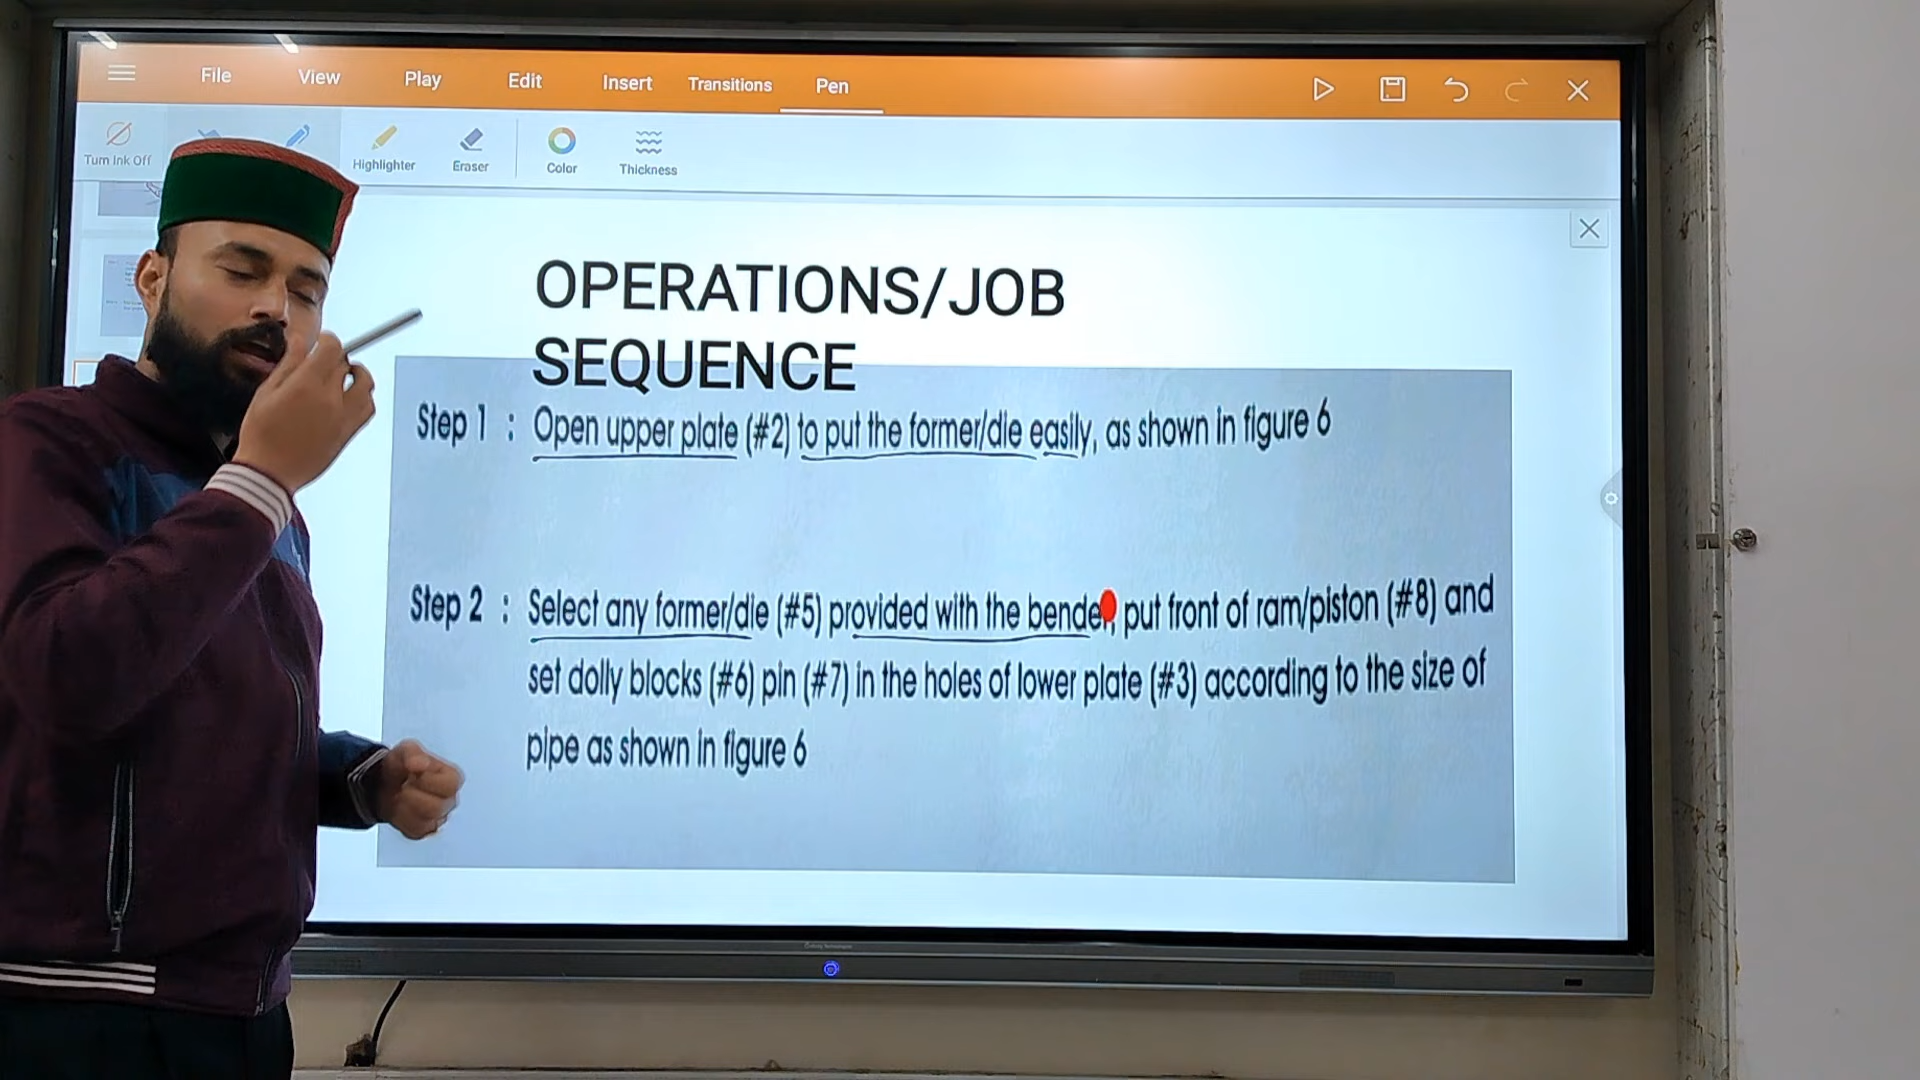 File View Play Edit Insert Transitions Pen
Turn Ink Off Highlighter Eraser Color Thickness
OPERATIONS/JOB
SEQUENCE
Step 1 : Open upper plate (#2) to put the former/die easily, as shown in figure 6
Step 2 : Select any former/die (#5) provided with the bender, put front of ram/piston (#8) and
set dolly blocks (#6) pin (#7) in the holes of lower plate (#3) according to the size of
pipe as shown in figure 6